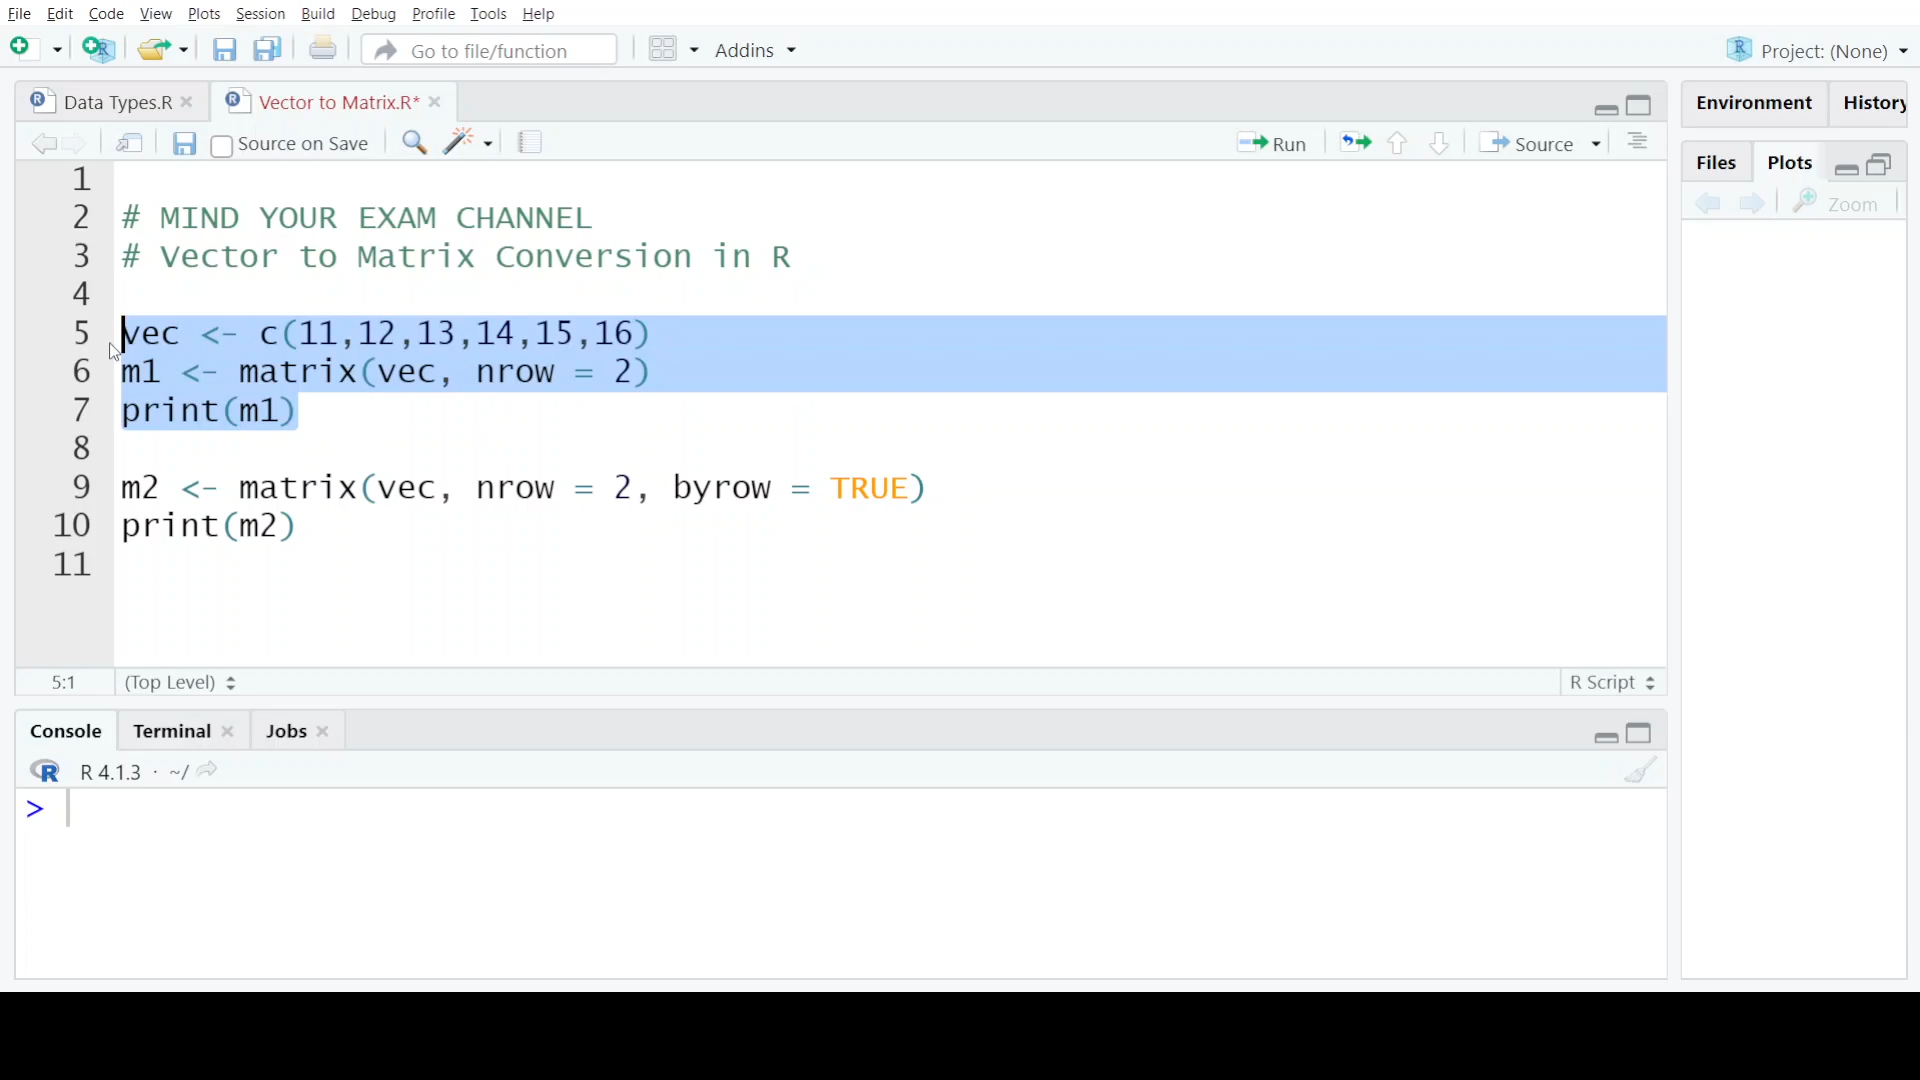 File Edit Code View Plots Session Build Debug Profile Tools Help
Go to file/function Addins Project: (None)
Data Types.R Vector to Matrix.R* Environment History
Source on Save Run Source
Files Plots
Zoom
1
2 # MIND YOUR EXAM CHANNEL
3 # Vector to Matrix Conversion in R
4
5 vec <- c(11,12,13,14,15,16)
6 m1 <- matrix(vec, nrow = 2)
7 print(m1)
8
9 m2 <- matrix(vec, nrow = 2, byrow = TRUE)
10 print(m2)
11
5:1 (Top Level) R Script
Console Terminal Jobs
R R 4.1.3 · ~/
>